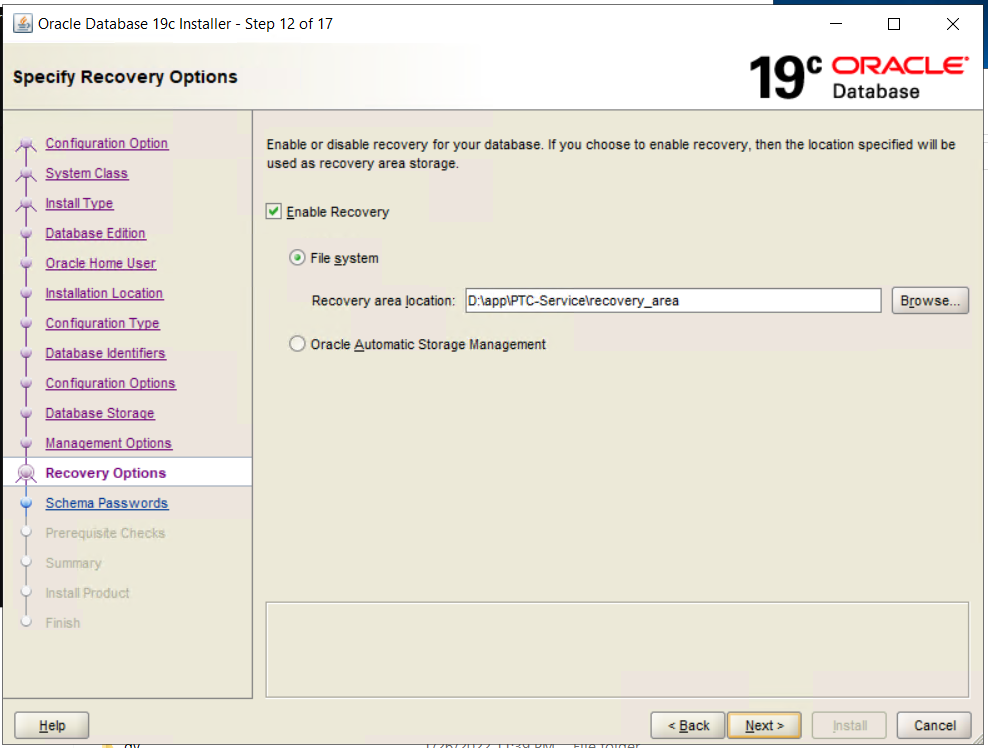 Oracle Database 19c Installer - Step 12 of 17
Specify Recovery Options
19c ORACLE
Database
Configuration Option
System Class
Install Type
Database Edition
Oracle Home User
Installation Location
Configuration Type
Database Identifiers
Configuration Options
Database Storage
Management Options
Recovery Options
Schema Passwords
Prerequisite Checks
Summary
Install Product
Finish
Enable or disable recovery for your database. If you choose to enable recovery, then the location specified will be
used as recovery area storage.
Enable Recovery
File system
Recovery area location: D:\app\PTC-Service\recovery_area Browse...
Oracle Automatic Storage Management
Help < Back Next > Install Cancel